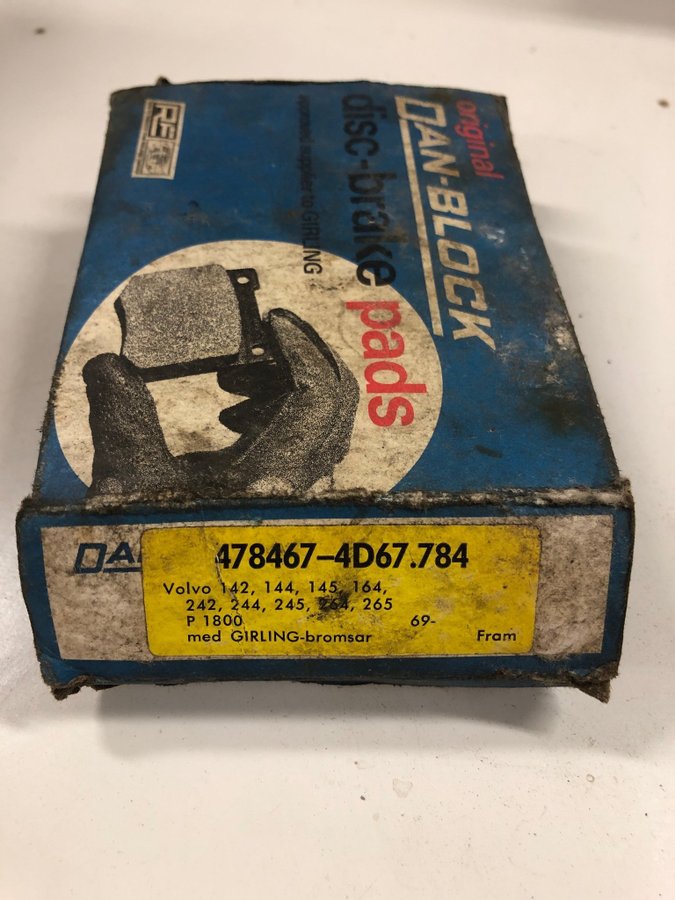 original
DAN-BLOCK
disc-brake pads
approved supplier to GIRLING
RF
DA
478467-4D67.784
Volvo 142, 144, 145, 164,
242, 244, 245, 264, 265
P 1800 69-
med GIRLING-bromsar Fram